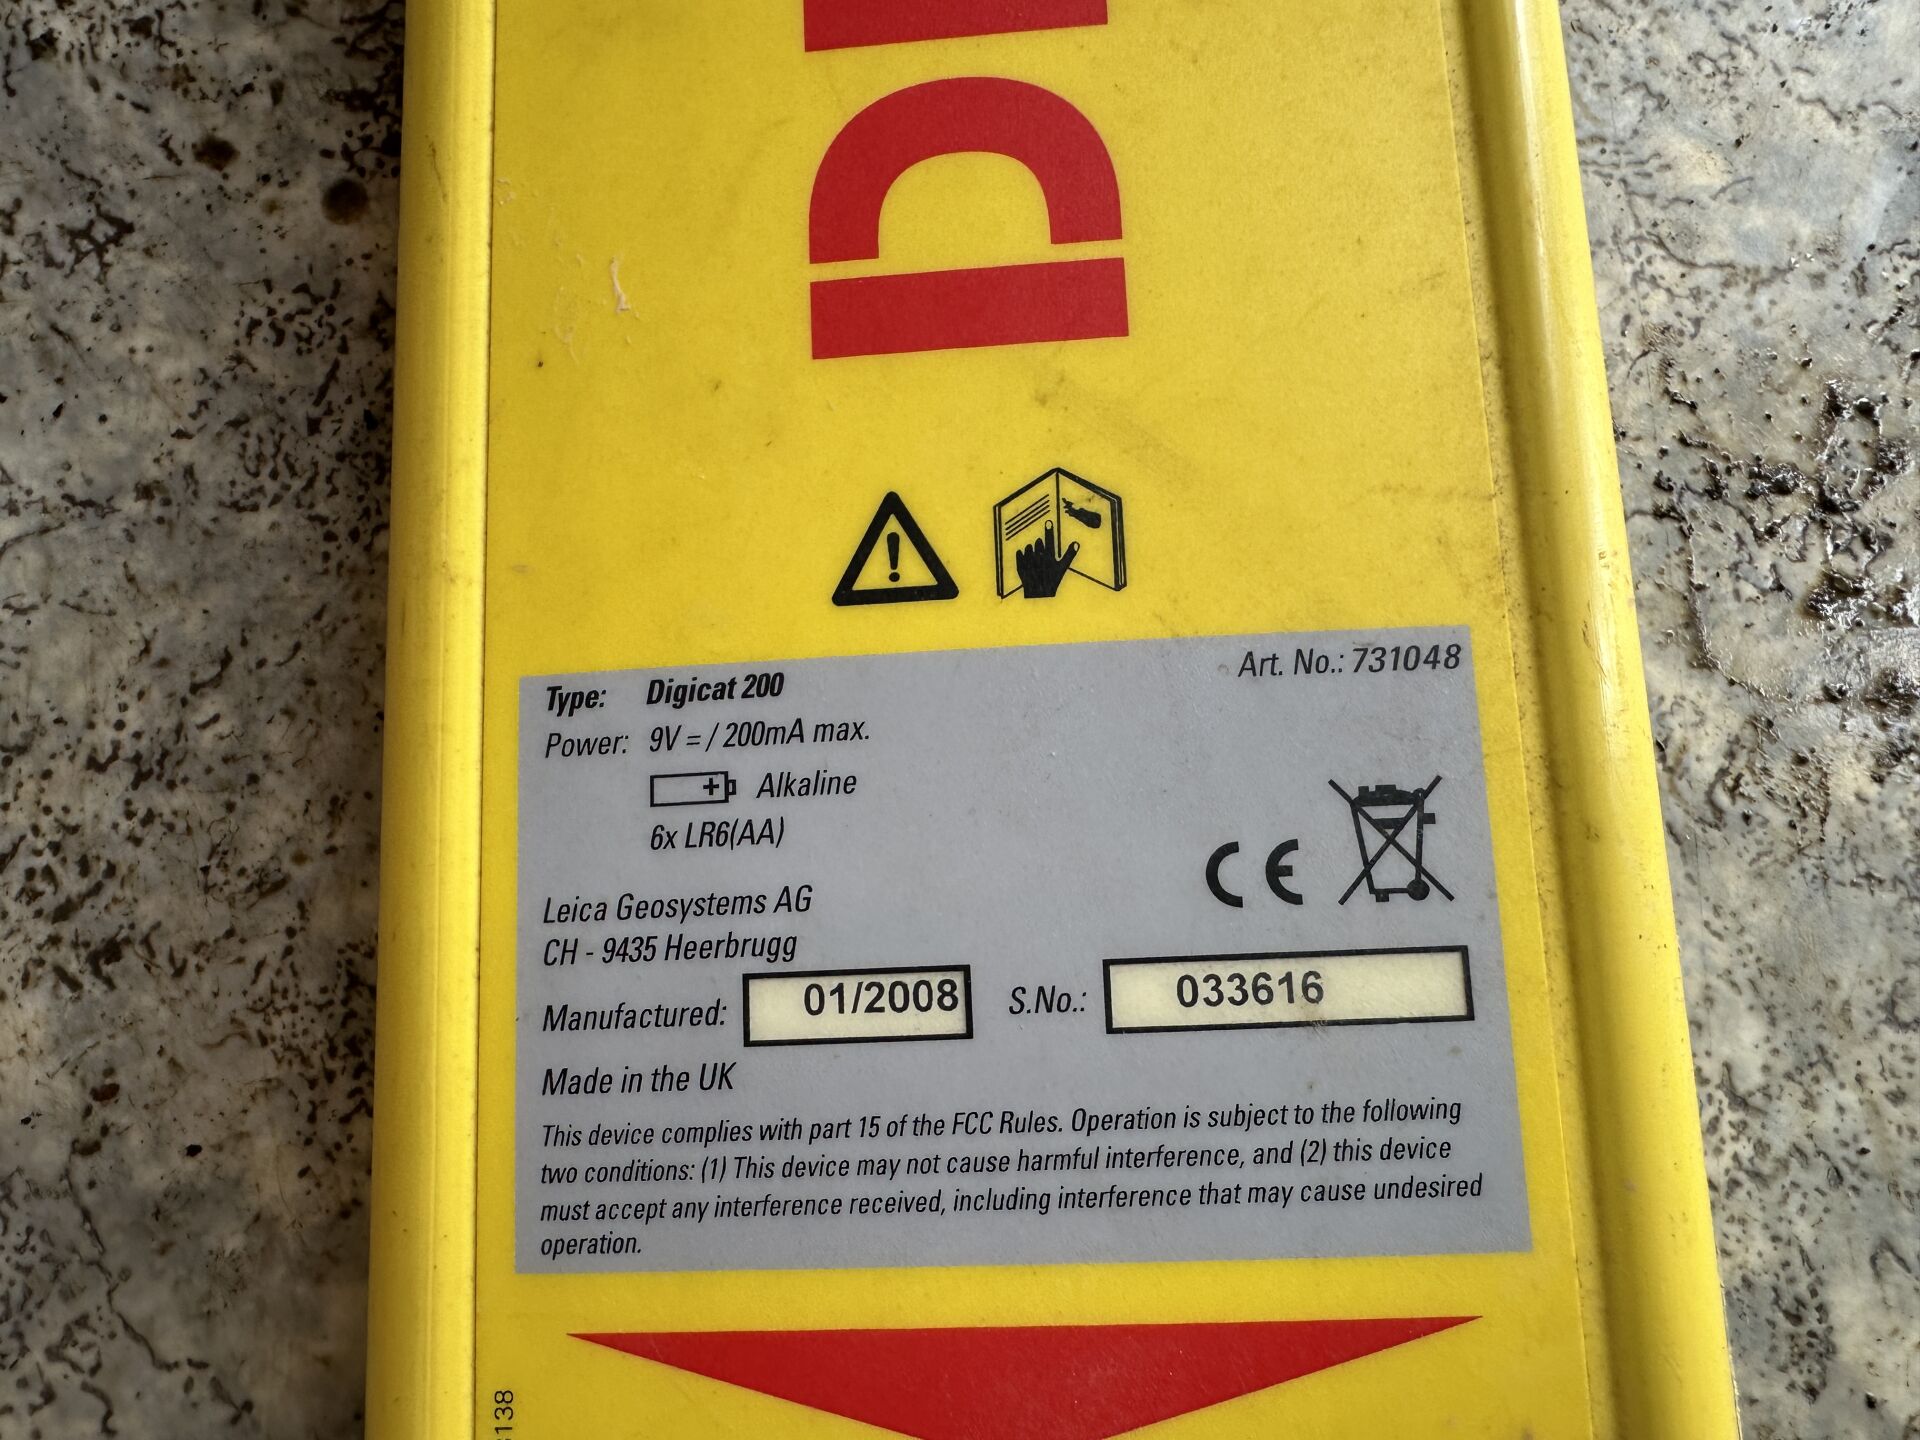 D
Type: Digicat 200
Art. No.: 731048
Power: 9V = / 200mA max.
+ Alkaline
6x LR6(AA)
CE
Leica Geosystems AG
CH - 9435 Heerbrugg
Manufactured: 01/2008 S.No.: 033616
Made in the UK
This device complies with part 15 of the FCC Rules. Operation is subject to the following
two conditions: (1) This device may not cause harmful interference, and (2) this device
must accept any interference received, including interference that may cause undesired
operation.